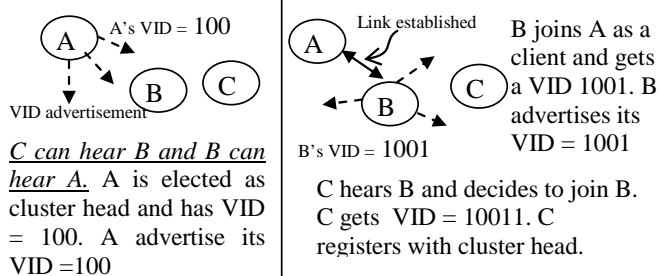 A
A's VID = 100
B
C
VID advertisement
C can hear B and B can
hear A. A is elected as
cluster head and has VID
= 100. A advertise its
VID =100
Link established
A
B
C
B's VID = 1001
B joins A as a
client and gets
a VID 1001. B
advertises its
VID = 1001
C hears B and decides to join B.
C gets VID = 10011. C
registers with cluster head.